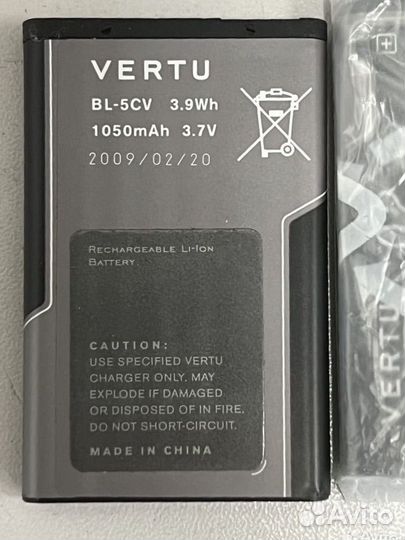 VERTU
BL-5CV 3.9Wh
1050mAh 3.7V
2009/02/20
RECHARGEABLE LI-ION
BATTERY.
CAUTION:
USE SPECIFIED VERTU
CHARGER ONLY. MAY
EXPLODE IF DAMAGED
OR DISPOSED OF IN FIRE.
DO NOT SHORT-CIRCUIT.
MADE IN CHINA
Avito